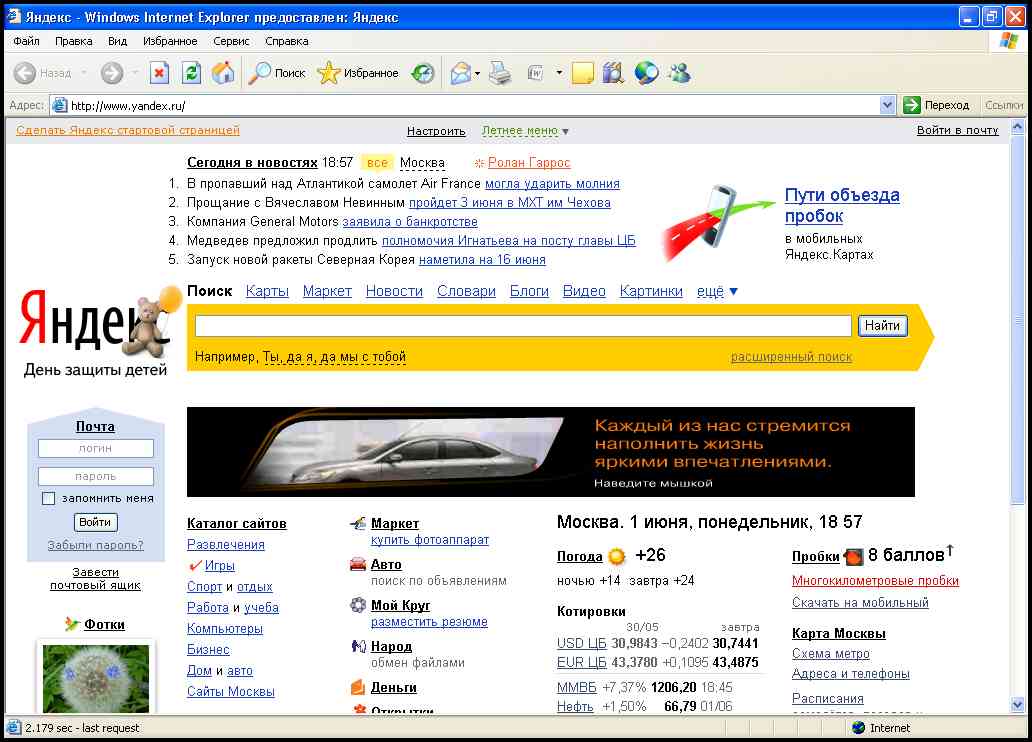 Яндекс - Windows Internet Explorer предоставлен: Яндекс
Файл Правка Вид Избранное Сервис Справка
Назад Поиск Избранное
Адрес: http://www.yandex.ru/ Переход Ссылки
Сделать Яндекс стартовой страницей Настроить Летнее меню ▼ Войти в почту
Сегодня в новостях 18:57 все Москва Ролан Гаррос
1. В пропавший над Атлантикой самолет Air France могла ударить молния
2. Прощание с Вячеславом Невинным пройдет 3 июня в МХТ им Чехова
3. Компания General Motors заявила о банкротстве
4. Медведев предложил продлить полномочия Игнатьева на посту главы ЦБ
5. Запуск новой ракеты Северная Корея наметила на 16 июня
Пути объезда
пробок
в мобильных
Яндекс.Картах
Поиск Карты Маркет Новости Словари Блоги Видео Картинки ещё ▼
Яндекс
День защиты детей
Найти
Например, Ты, да я, да мы с тобой расширенный поиск
Почта
логин
пароль
запомнить меня
Войти
Забыли пароль?
Завести
почтовый ящик
Фотки
Каждый из нас стремится
наполнить жизнь
яркими впечатлениями.
Наведите мышкой
Каталог сайтов
Развлечения
Игры
Спорт и отдых
Работа и учеба
Компьютеры
Бизнес
Дом и авто
Сайты Москвы
Маркет
купить фотоаппарат
Авто
поиск по объявлениям
Мой Круг
разместить резюме
Народ
обмен файлами
Деньги
Открытки
Москва. 1 июня, понедельник, 18 57
Погода +26
ночью +14 завтра +24
Котировки
30/05 завтра
USD ЦБ 30,9843 −0,2402 30,7441
EUR ЦБ 43,3780 +0,1095 43,4875
ММВБ +7,37% 1206,20 18:45
Нефть +1,50% 66,79 01/06
Пробки 8 баллов↑
Многокилометровые пробки
Скачать на мобильный
Карта Москвы
Схема метро
Адреса и телефоны
Расписания
2.179 sec - last request Internet